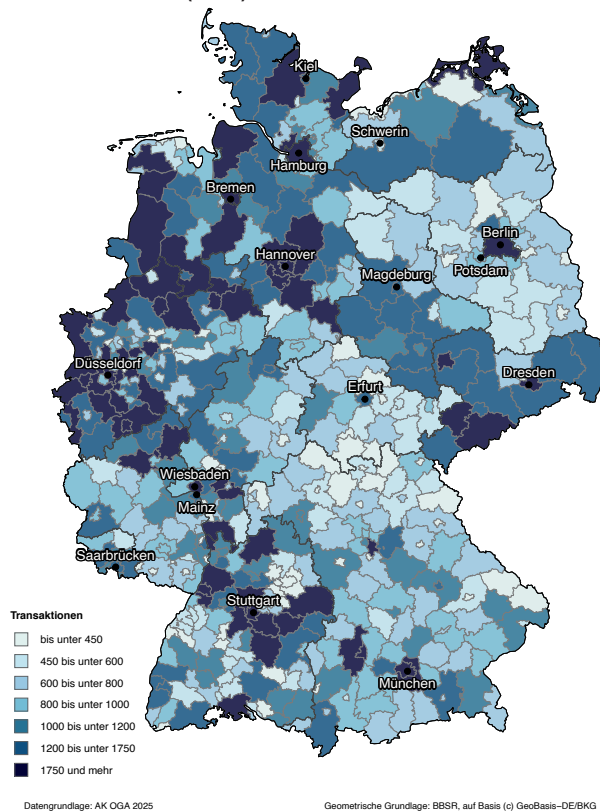 Kiel
Schwerin
Hamburg
Bremen
Berlin
Hannover
Potsdam
Magdeburg
Düsseldorf
Dresden
Erfurt
Wiesbaden
Mainz
Saarbrücken
Stuttgart
München
Transaktionen
bis unter 450
450 bis unter 600
600 bis unter 800
800 bis unter 1000
1000 bis unter 1200
1200 bis unter 1750
1750 und mehr
Datengrundlage: AK OGA 2025 Geometrische Grundlage: BBSR, auf Basis (c) GeoBasis−DE/BKG